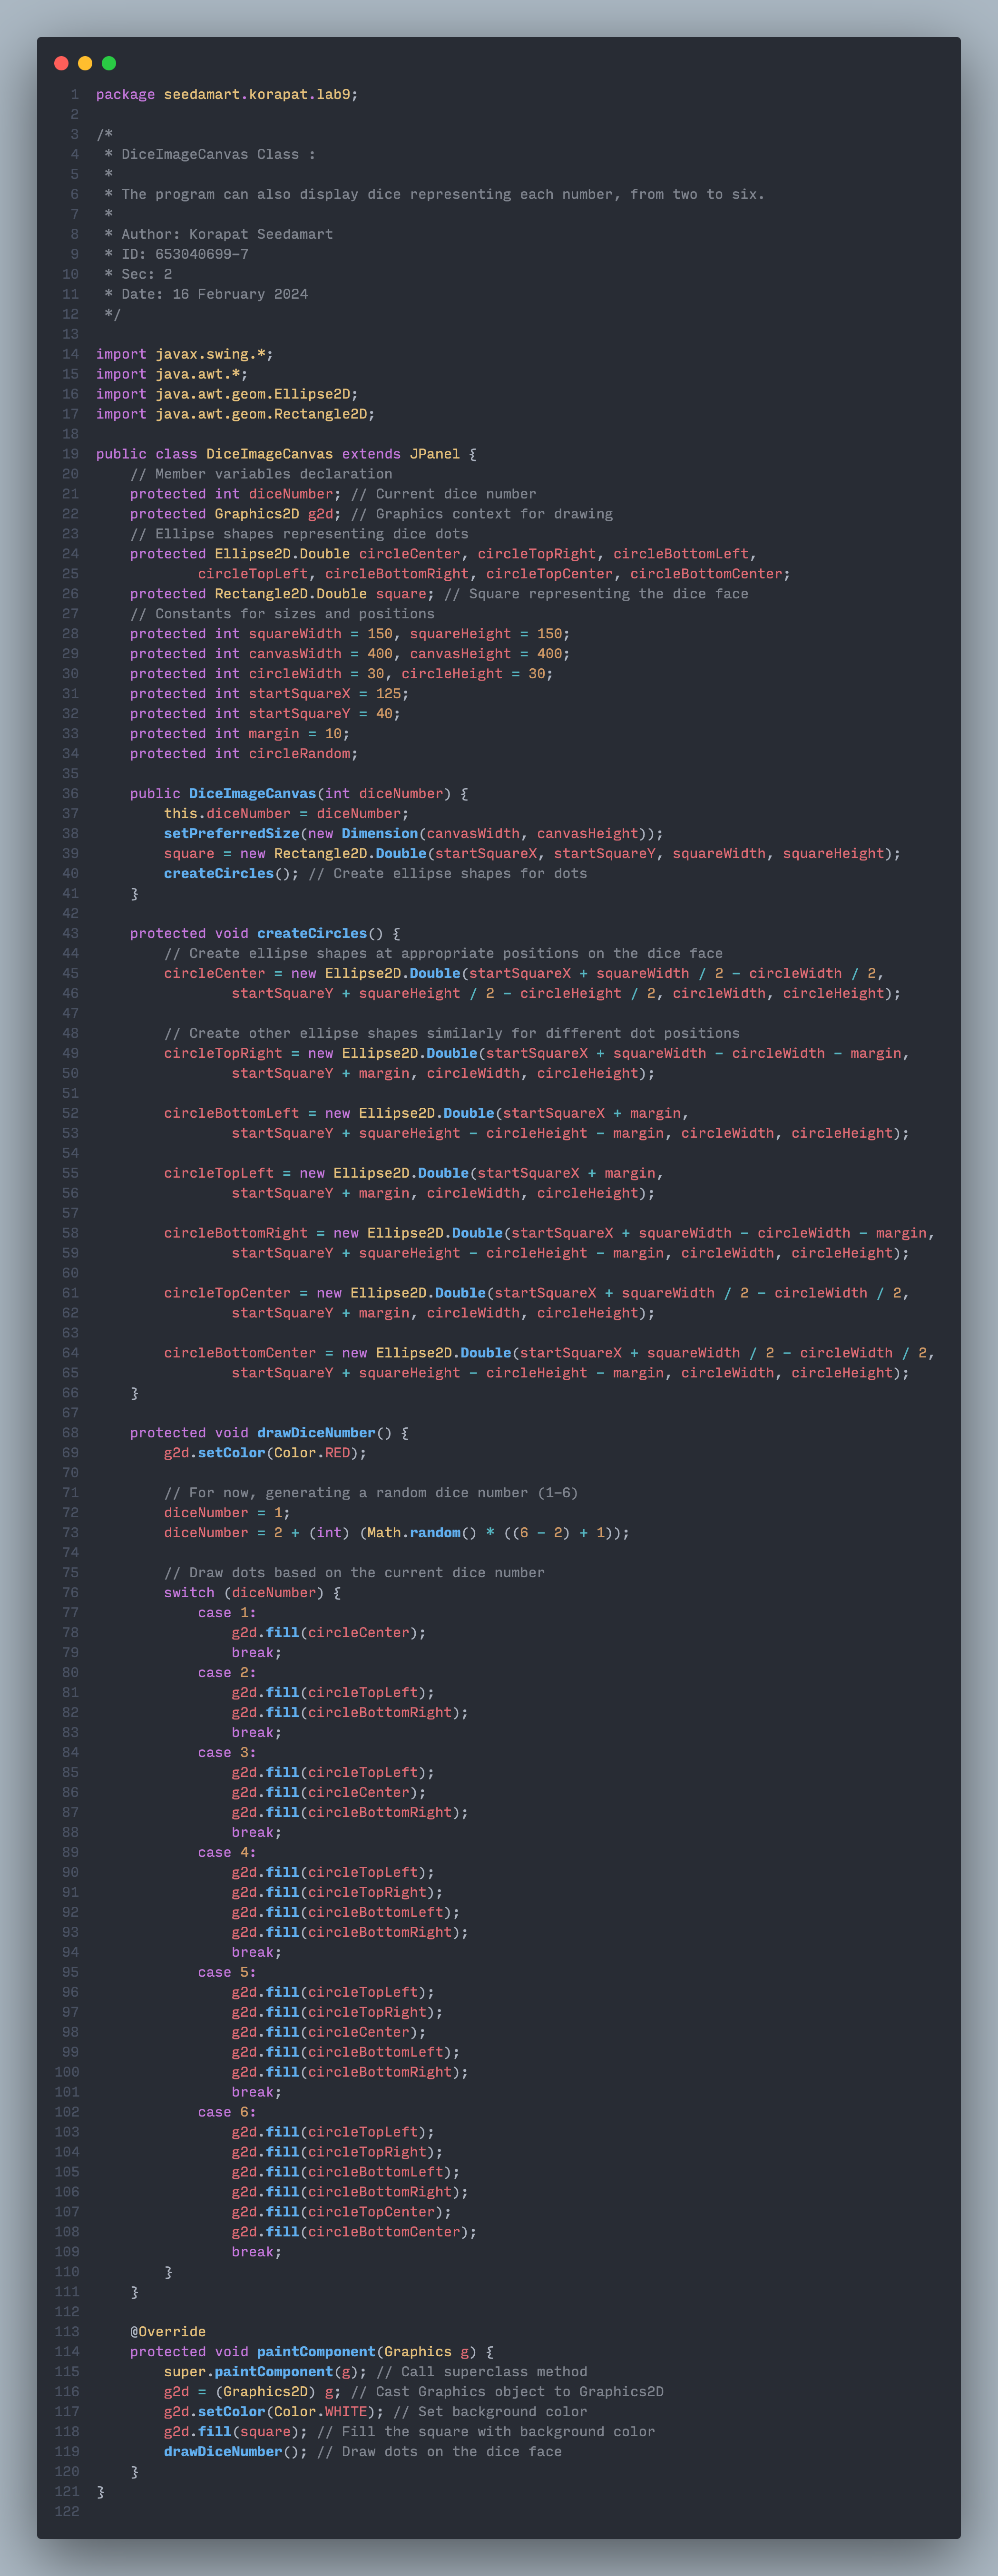 1 package seedamart.korapat.lab9;
2
3 /*
4  * DiceImageCanvas Class :
5  *
6  * The program can also display dice representing each number, from two to six.
7  *
8  * Author: Korapat Seedamart
9  * ID: 653040699-7
10  * Sec: 2
11  * Date: 16 February 2024
12  */
13
14 import javax.swing.*;
15 import java.awt.*;
16 import java.awt.geom.Ellipse2D;
17 import java.awt.geom.Rectangle2D;
18
19 public class DiceImageCanvas extends JPanel {
20     // Member variables declaration
21     protected int diceNumber; // Current dice number
22     protected Graphics2D g2d; // Graphics context for drawing
23     // Ellipse shapes representing dice dots
24     protected Ellipse2D.Double circleCenter, circleTopRight, circleBottomLeft,
25             circleTopLeft, circleBottomRight, circleTopCenter, circleBottomCenter;
26     protected Rectangle2D.Double square; // Square representing the dice face
27     // Constants for sizes and positions
28     protected int squareWidth = 150, squareHeight = 150;
29     protected int canvasWidth = 400, canvasHeight = 400;
30     protected int circleWidth = 30, circleHeight = 30;
31     protected int startSquareX = 125;
32     protected int startSquareY = 40;
33     protected int margin = 10;
34     protected int circleRandom;
35
36     public DiceImageCanvas(int diceNumber) {
37         this.diceNumber = diceNumber;
38         setPreferredSize(new Dimension(canvasWidth, canvasHeight));
39         square = new Rectangle2D.Double(startSquareX, startSquareY, squareWidth, squareHeight);
40         createCircles(); // Create ellipse shapes for dots
41     }
42
43     protected void createCircles() {
44         // Create ellipse shapes at appropriate positions on the dice face
45         circleCenter = new Ellipse2D.Double(startSquareX + squareWidth / 2 - circleWidth / 2,
46                 startSquareY + squareHeight / 2 - circleHeight / 2, circleWidth, circleHeight);
47
48         // Create other ellipse shapes similarly for different dot positions
49         circleTopRight = new Ellipse2D.Double(startSquareX + squareWidth - circleWidth - margin,
50                 startSquareY + margin, circleWidth, circleHeight);
51
52         circleBottomLeft = new Ellipse2D.Double(startSquareX + margin,
53                 startSquareY + squareHeight - circleHeight - margin, circleWidth, circleHeight);
54
55         circleTopLeft = new Ellipse2D.Double(startSquareX + margin,
56                 startSquareY + margin, circleWidth, circleHeight);
57
58         circleBottomRight = new Ellipse2D.Double(startSquareX + squareWidth - circleWidth - margin,
59                 startSquareY + squareHeight - circleHeight - margin, circleWidth, circleHeight);
60
61         circleTopCenter = new Ellipse2D.Double(startSquareX + squareWidth / 2 - circleWidth / 2,
62                 startSquareY + margin, circleWidth, circleHeight);
63
64         circleBottomCenter = new Ellipse2D.Double(startSquareX + squareWidth / 2 - circleWidth / 2,
65                 startSquareY + squareHeight - circleHeight - margin, circleWidth, circleHeight);
66     }
67
68     protected void drawDiceNumber() {
69         g2d.setColor(Color.RED);
70
71         // For now, generating a random dice number (1-6)
72         diceNumber = 1;
73         diceNumber = 2 + (int) (Math.random() * ((6 - 2) + 1));
74
75         // Draw dots based on the current dice number
76         switch (diceNumber) {
77             case 1:
78                 g2d.fill(circleCenter);
79                 break;
80             case 2:
81                 g2d.fill(circleTopLeft);
82                 g2d.fill(circleBottomRight);
83                 break;
84             case 3:
85                 g2d.fill(circleTopLeft);
86                 g2d.fill(circleCenter);
87                 g2d.fill(circleBottomRight);
88                 break;
89             case 4:
90                 g2d.fill(circleTopLeft);
91                 g2d.fill(circleTopRight);
92                 g2d.fill(circleBottomLeft);
93                 g2d.fill(circleBottomRight);
94                 break;
95             case 5:
96                 g2d.fill(circleTopLeft);
97                 g2d.fill(circleTopRight);
98                 g2d.fill(circleCenter);
99                 g2d.fill(circleBottomLeft);
100                 g2d.fill(circleBottomRight);
101                 break;
102             case 6:
103                 g2d.fill(circleTopLeft);
104                 g2d.fill(circleTopRight);
105                 g2d.fill(circleBottomLeft);
106                 g2d.fill(circleBottomRight);
107                 g2d.fill(circleTopCenter);
108                 g2d.fill(circleBottomCenter);
109                 break;
110         }
111     }
112
113     @Override
114     protected void paintComponent(Graphics g) {
115         super.paintComponent(g); // Call superclass method
116         g2d = (Graphics2D) g; // Cast Graphics object to Graphics2D
117         g2d.setColor(Color.WHITE); // Set background color
118         g2d.fill(square); // Fill the square with background color
119         drawDiceNumber(); // Draw dots on the dice face
120     }
121 }
122